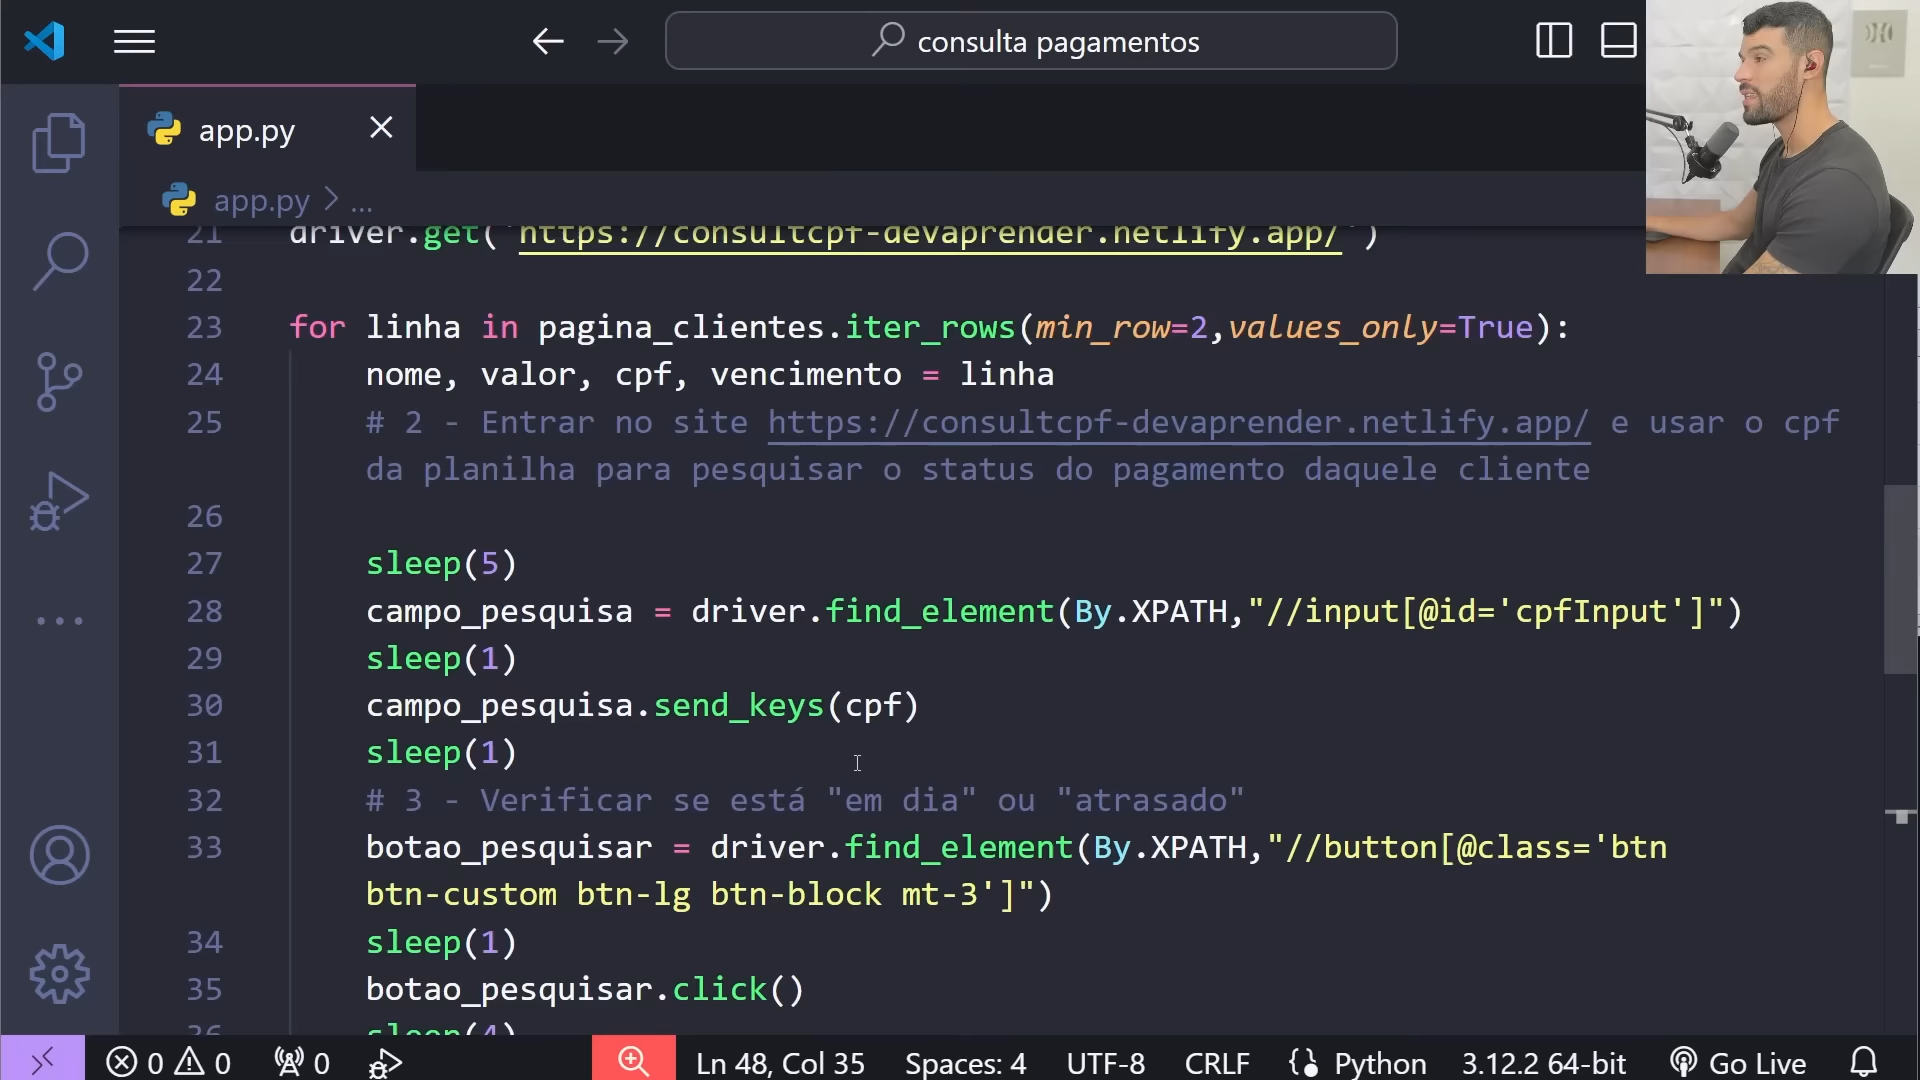 consulta pagamentos
app.py
app.py > ...
21 driver.get('https://consultcpf-devaprender.netlify.app/')
22
23 for linha in pagina_clientes.iter_rows(min_row=2,values_only=True):
24 nome, valor, cpf, vencimento = linha
25 # 2 - Entrar no site https://consultcpf-devaprender.netlify.app/ e usar o cpf
da planilha para pesquisar o status do pagamento daquele cliente
26
27 sleep(5)
28 campo_pesquisa = driver.find_element(By.XPATH,"//input[@id='cpfInput']")
29 sleep(1)
30 campo_pesquisa.send_keys(cpf)
31 sleep(1)
32 # 3 - Verificar se está "em dia" ou "atrasado"
33 botao_pesquisar = driver.find_element(By.XPATH,"//button[@class='btn
btn-custom btn-lg btn-block mt-3']")
34 sleep(1)
35 botao_pesquisar.click()
36 sleep(4)
0 0 0 Ln 48, Col 35 Spaces: 4 UTF-8 CRLF Python 3.12.2 64-bit Go Live